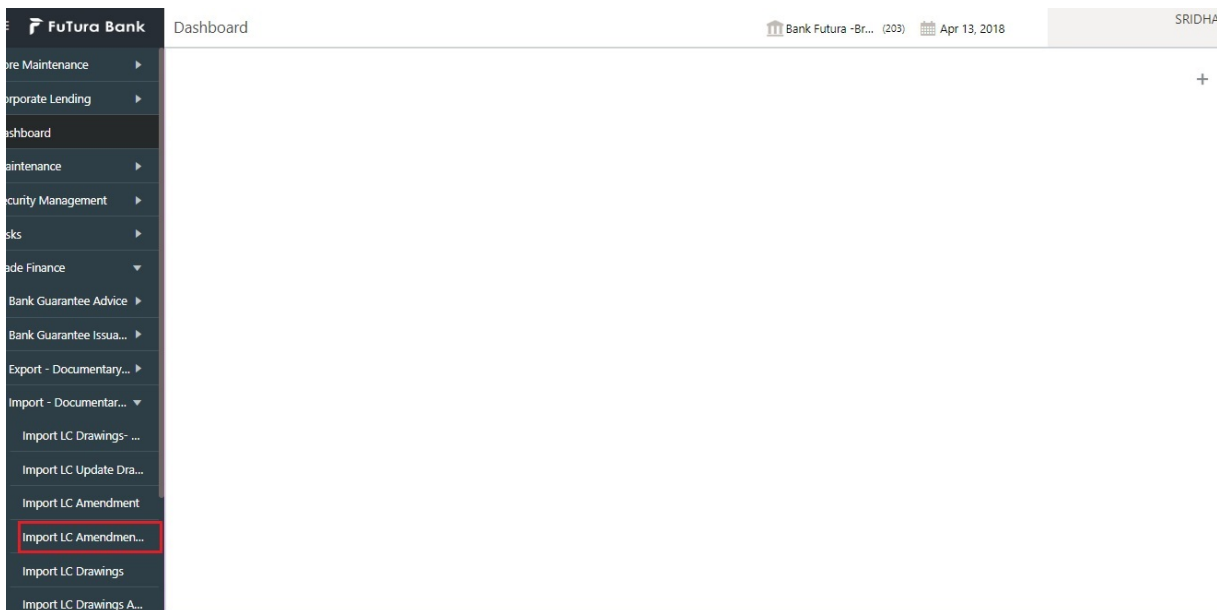 FuTura Bank
Dashboard
Bank Futura -Br... (203)
Apr 13, 2018
SRIDHA
ore Maintenance
orporate Lending
ashboard
aintenance
ecurity Management
sks
ade Finance
Bank Guarantee Advice
Bank Guarantee Issua...
Export - Documentary...
Import - Documentar...
Import LC Drawings- ...
Import LC Update Dra...
Import LC Amendment
Import LC Amendmen...
Import LC Drawings
Import LC Drawings A...